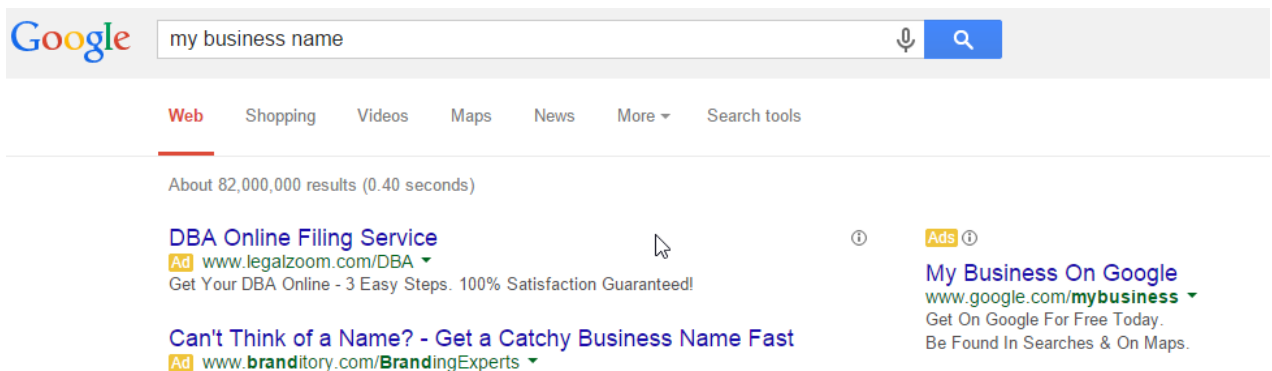 Google my business name
Web Shopping Videos Maps News More Search tools
About 82,000,000 results (0.40 seconds)
DBA Online Filing Service
Ad www.legalzoom.com/DBA
Get Your DBA Online - 3 Easy Steps. 100% Satisfaction Guaranteed!
Can't Think of a Name? - Get a Catchy Business Name Fast
Ad www.branditory.com/BrandingExperts
Ads
My Business On Google
www.google.com/mybusiness
Get On Google For Free Today.
Be Found In Searches & On Maps.